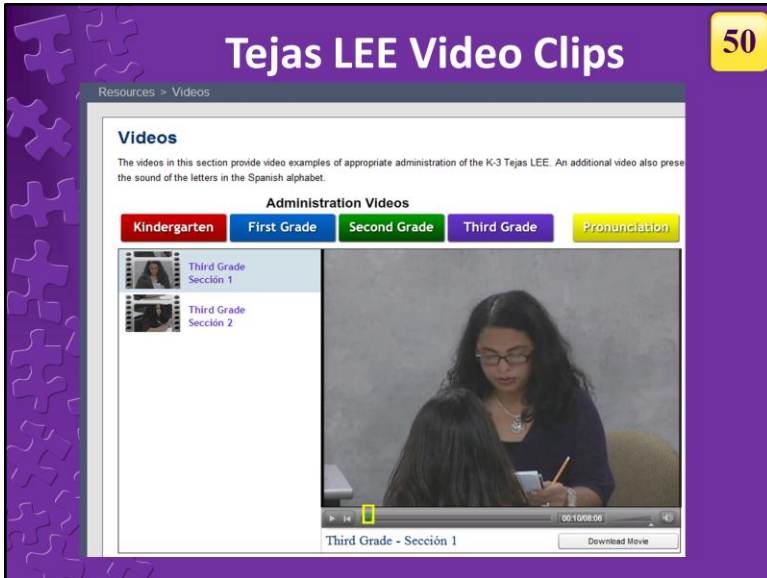 Tejas LEE Video Clips
50
Resources > Videos
Videos
The videos in this section provide video examples of appropriate administration of the K-3 Tejas LEE. An additional video also prese
the sound of the letters in the Spanish alphabet.
Administration Videos
Kindergarten
First Grade
Second Grade
Third Grade
Pronunciation
Third Grade
Sección 1
Third Grade
Sección 2
00:10/08:06
Third Grade - Sección 1
Download Movie